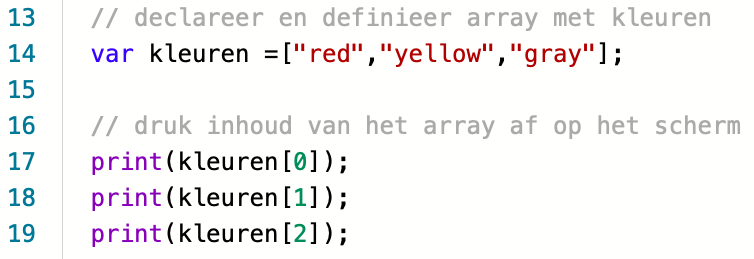 13 // declareer en definieer array met kleuren
14 var kleuren =["red","yellow","gray"];
15
16 // druk inhoud van het array af op het scherm
17 print(kleuren[0]);
18 print(kleuren[1]);
19 print(kleuren[2]);